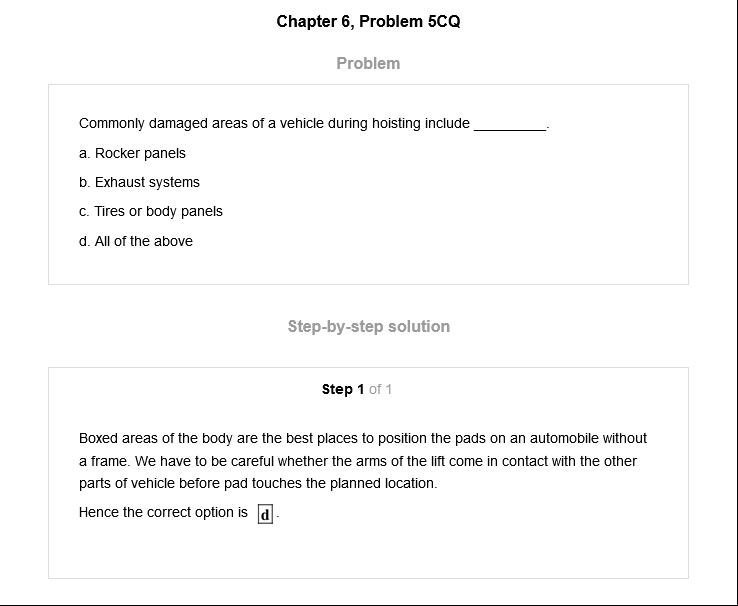 Chapter 6, Problem 5CQ
Problem
Commonly damaged areas of a vehicle during hoisting include _________.
a. Rocker panels
b. Exhaust systems
c. Tires or body panels
d. All of the above
Step-by-step solution
Step 1 of 1
Boxed areas of the body are the best places to position the pads on an automobile without
a frame. We have to be careful whether the arms of the lift come in contact with the other
parts of vehicle before pad touches the planned location.
Hence the correct option is d.